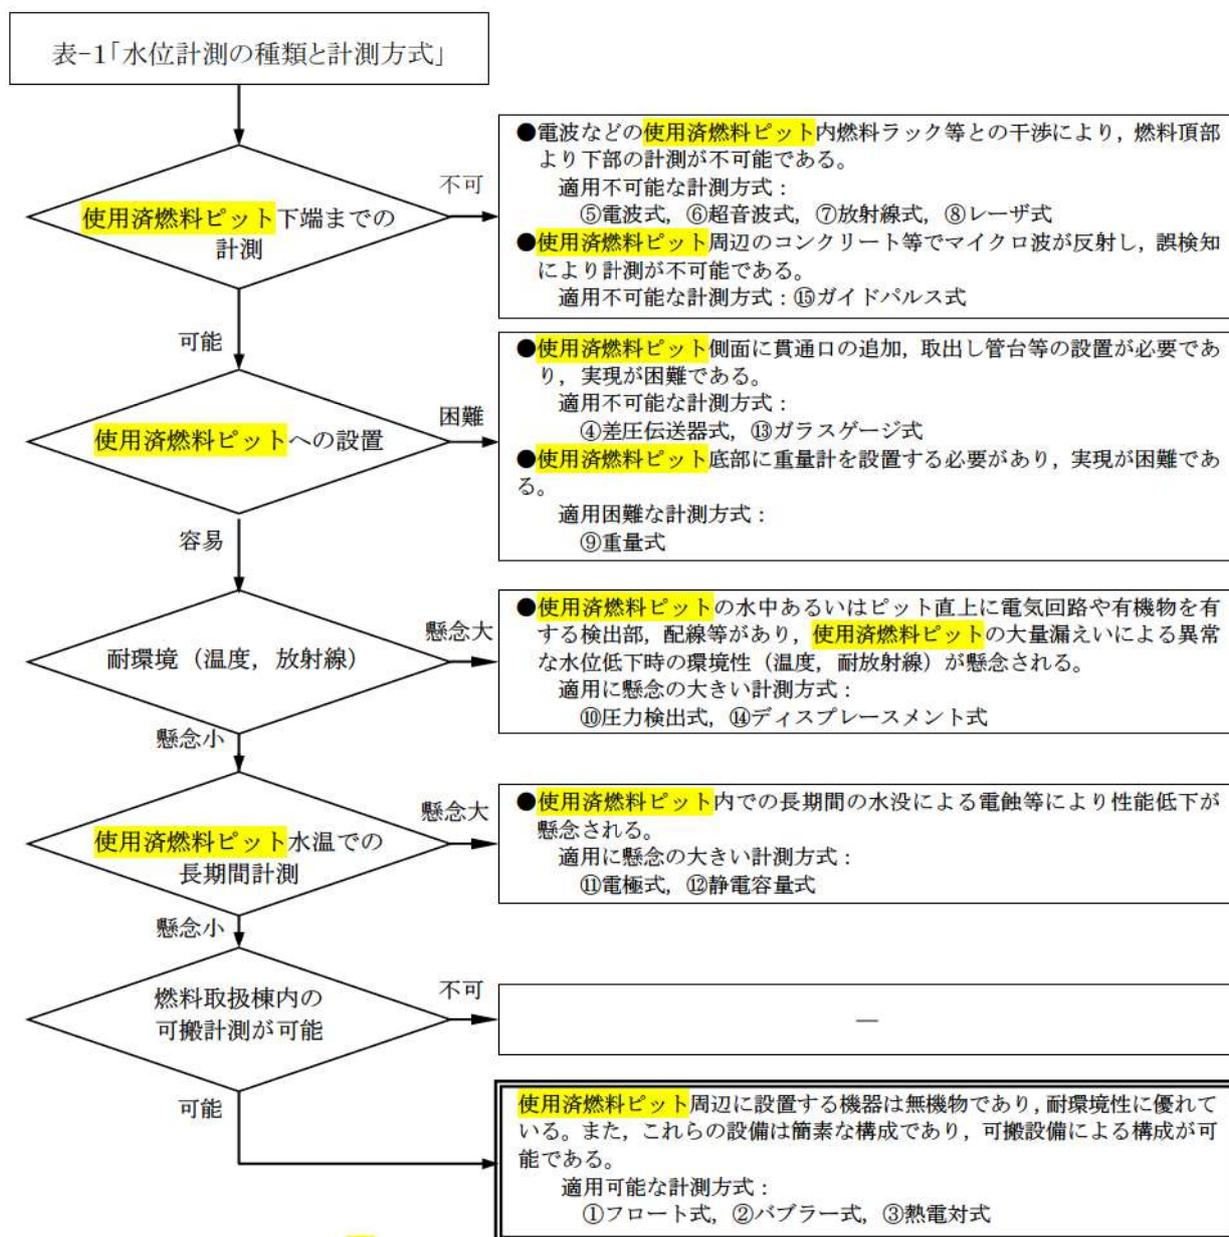 表-1「水位計測の種類と計測方式」
●電波などの使用済燃料ピット内燃料ラック等との干渉により，燃料頂部
より下部の計測が不可能である。
適用不可能な計測方式：
⑤電波式，⑥超音波式，⑦放射線式，⑧レーザ式
●使用済燃料ピット周辺のコンクリート等でマイクロ波が反射し，誤検知
により計測が不可能である。
適用不可能な計測方式：⑮ガイドパルス式
不可
使用済燃料ピット下端までの
計測
可能
●使用済燃料ピット側面に貫通口の追加，取出し管台等の設置が必要であ
り，実現が困難である。
適用不可能な計測方式：
④差圧伝送器式，⑬ガラスゲージ式
●使用済燃料ピット底部に重量計を設置する必要があり，実現が困難であ
る。
適用困難な計測方式：
⑨重量式
困難
使用済燃料ピットへの設置
容易
●使用済燃料ピットの水中あるいはピット直上に電気回路や有機物を有
する検出部，配線等があり，使用済燃料ピットの大量漏えいによる異常
な水位低下時の環境性（温度，耐放射線）が懸念される。
適用に懸念の大きい計測方式：
⑩圧力検出式，⑭ディスプレースメント式
懸念大
耐環境（温度，放射線）
懸念小
●使用済燃料ピット内での長期間の水没による電蝕等により性能低下が
懸念される。
適用に懸念の大きい計測方式：
⑪電極式，⑫静電容量式
懸念大
使用済燃料ピット水温での
長期間計測
懸念小
燃料取扱棟内の
可搬計測が可能
不可
―
可能
使用済燃料ピット周辺に設置する機器は無機物であり，耐環境性に優れて
いる。また，これらの設備は簡素な構成であり，可搬設備による構成が可
能である。
適用可能な計測方式：
①フロート式，②バブラー式，③熱電対式